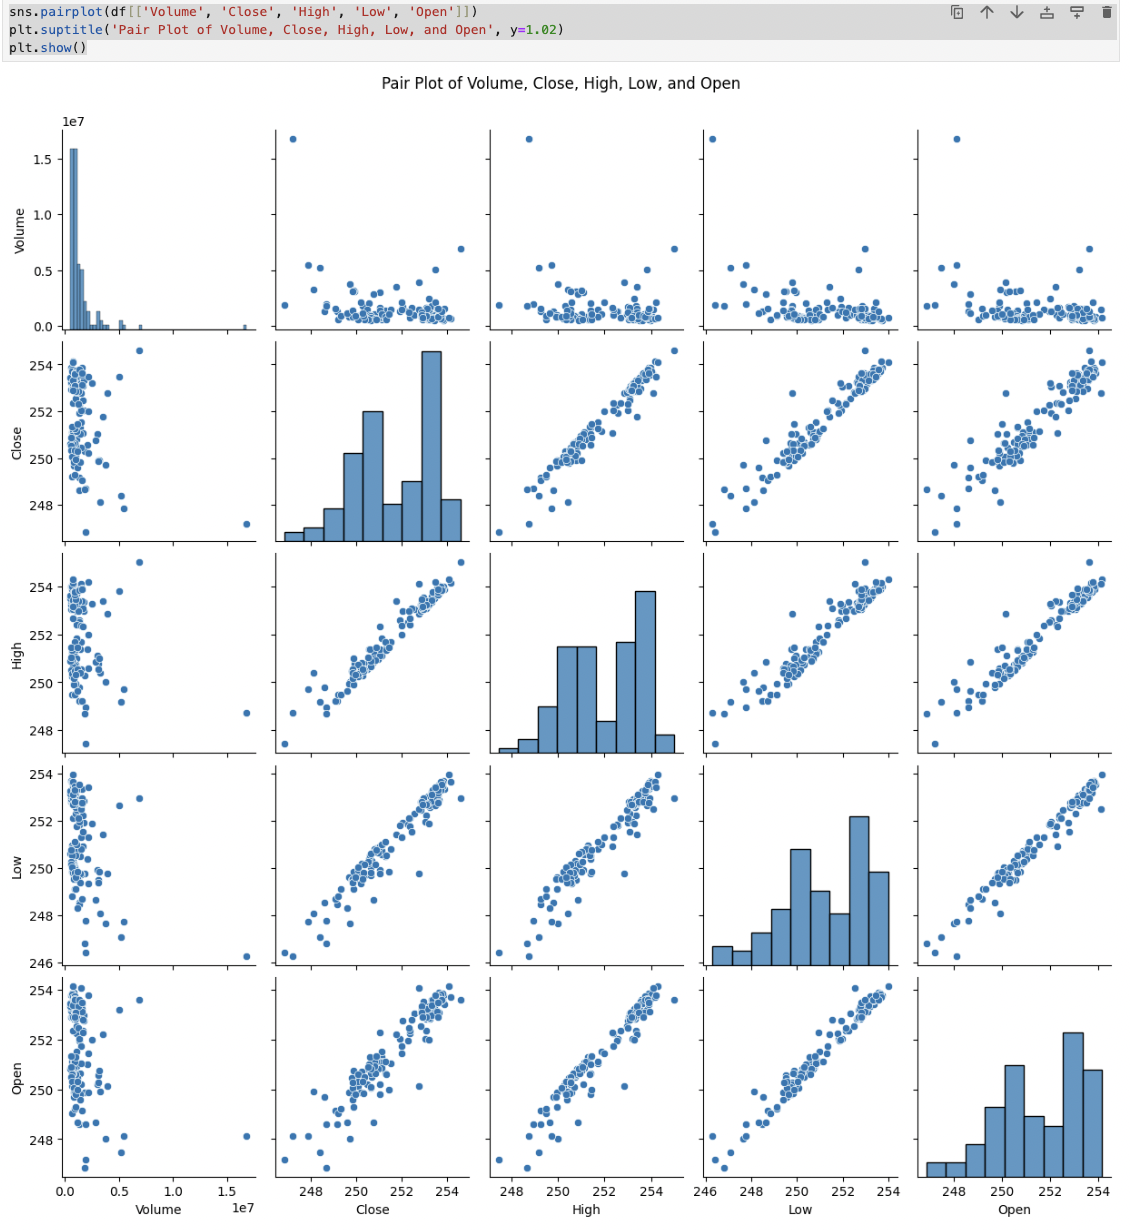 sns.pairplot(df[['Volume', 'Close', 'High', 'Low', 'Open']])
plt.suptitle('Pair Plot of Volume, Close, High, Low, and Open', y=1.02)
plt.show()
Pair Plot of Volume, Close, High, Low, and Open
1e7
1.5
1.0
0.5
0.0
Volume
254
252
250
248
Close
254
252
250
248
High
254
252
250
248
246
Low
254
252
250
248
Open
0.0 0.5 1.0 1.5
1e7
Volume
248 250 252 254
Close
248 250 252 254
High
246 248 250 252 254
Low
248 250 252 254
Open